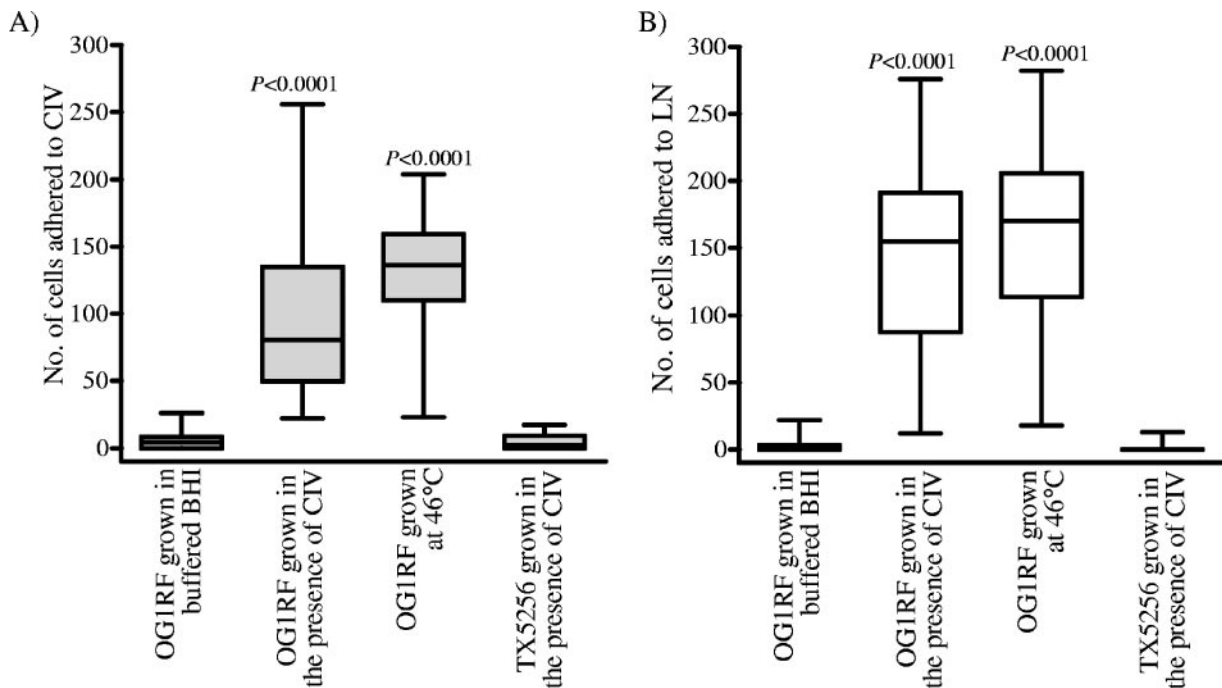 A)
No. of cells adhered to CIV
300
250
200
150
100
50
0
P<0.0001
P<0.0001
OG1RF grown in
buffered BHI
OG1RF grown in
the presence of CIV
OG1RF grown
at 46°C
TX5256 grown in
the presence of CIV
B)
No. of cells adhered to LN
300
250
200
150
100
50
0
P<0.0001
P<0.0001
OG1RF grown in
buffered BHI
OG1RF grown in
the presence of CIV
OG1RF grown
at 46°C
TX5256 grown in
the presence of CIV